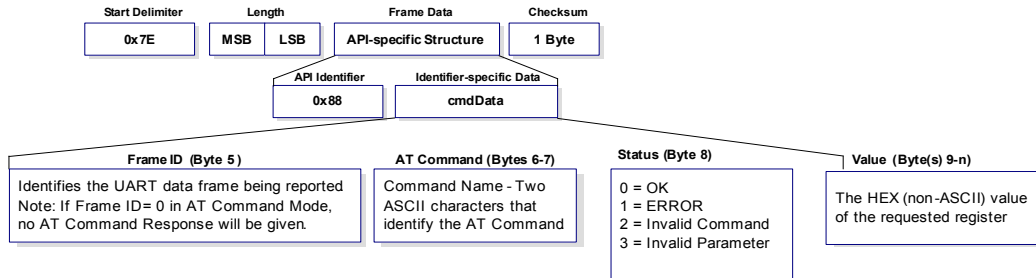 Start Delimiter
Length
Frame Data
Checksum
0x7E
MSB
LSB
API-specific Structure
1 Byte
API Identifier
Identifier-specific Data
0x88
cmdData
Frame ID (Byte 5)
Identifies the UART data frame being reported
Note: If Frame ID= 0 in AT Command Mode,
no AT Command Response will be given.
AT Command (Bytes 6-7)
Command Name - Two
ASCII characters that
identify the AT Command
Status (Byte 8)
0 = OK
1 = ERROR
2 = Invalid Command
3 = Invalid Parameter
Value (Byte(s) 9-n)
The HEX (non-ASCII) value
of the requested register